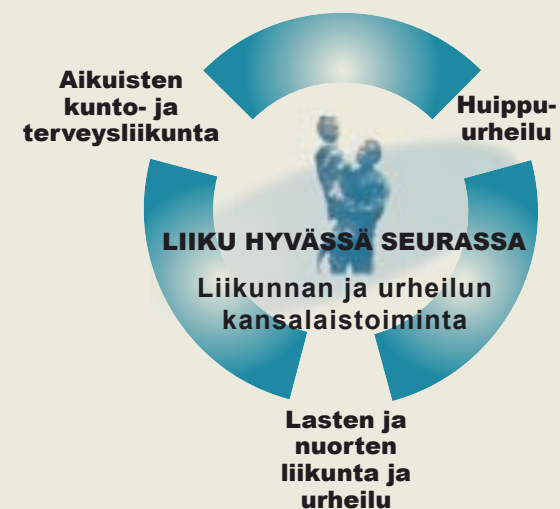 Aikuisten
kunto- ja
terveysliikunta
Huippu-
urheilu
LIIKU HYVÄSSÄ SEURASSA
Liikunnan ja urheilun
kansalaistoiminta
Lasten ja
nuorten
liikunta ja
urheilu